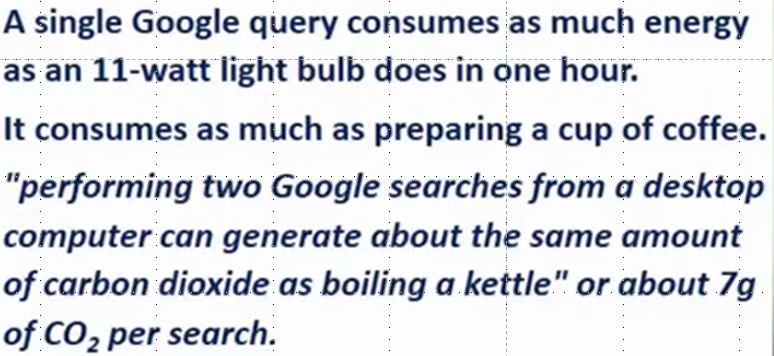 A single Google query consumes as much energy
as an 11-watt light bulb does in one hour.
It consumes as much as preparing a cup of coffee.
"performing two Google searches from a desktop
computer can generate about the same amount
of carbon dioxide as boiling a kettle" or about 7g
of CO₂ per search.